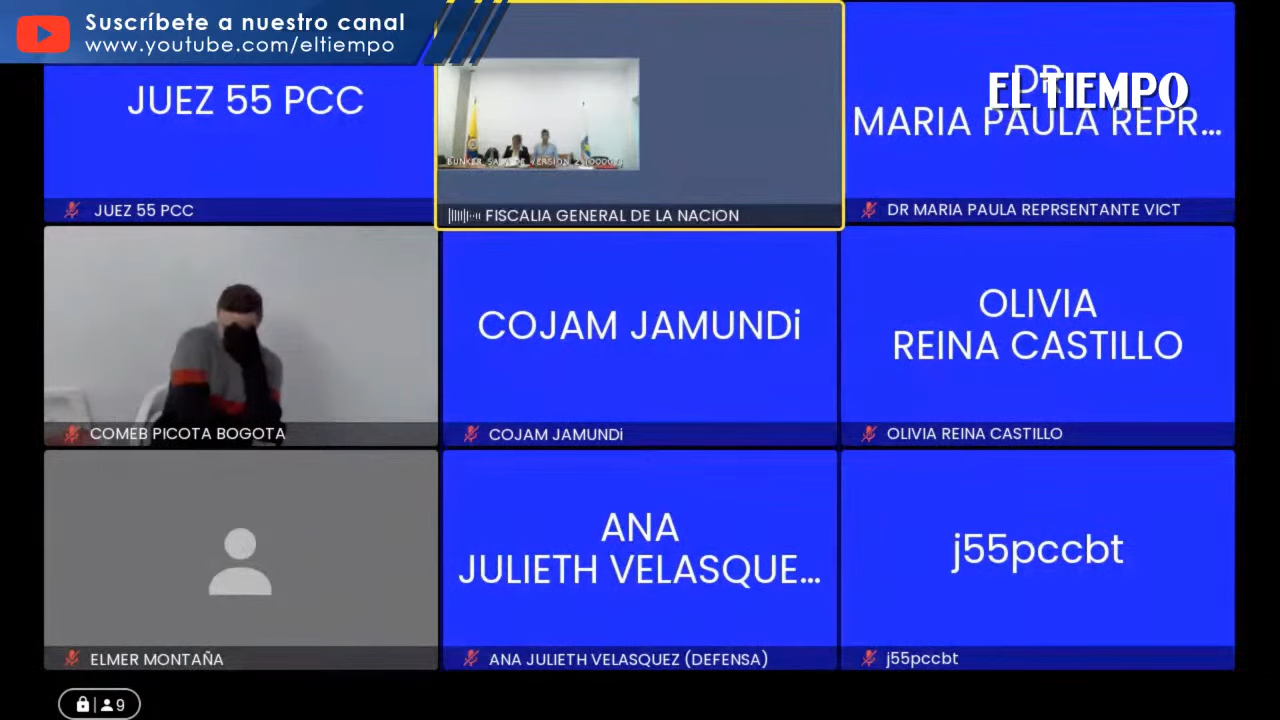 Suscríbete a nuestro canal
www.youtube.com/eltiempo
JUEZ 55 PCC
JUEZ 55 PCC
FISCALIA GENERAL DE LA NACION
DR
EL TIEMPO
MARIA PAULA REPR...
DR MARIA PAULA REPRSENTANTE VICT
COMEB PICOTA BOGOTA
COJAM JAMUNDi
COJAM JAMUNDi
OLIVIA
REINA CASTILLO
OLIVIA REINA CASTILLO
ELMER MONTAÑA
ANA
JULIETH VELASQUE...
ANA JULIETH VELASQUEZ (DEFENSA)
j55pccbt
j55pccbt
9